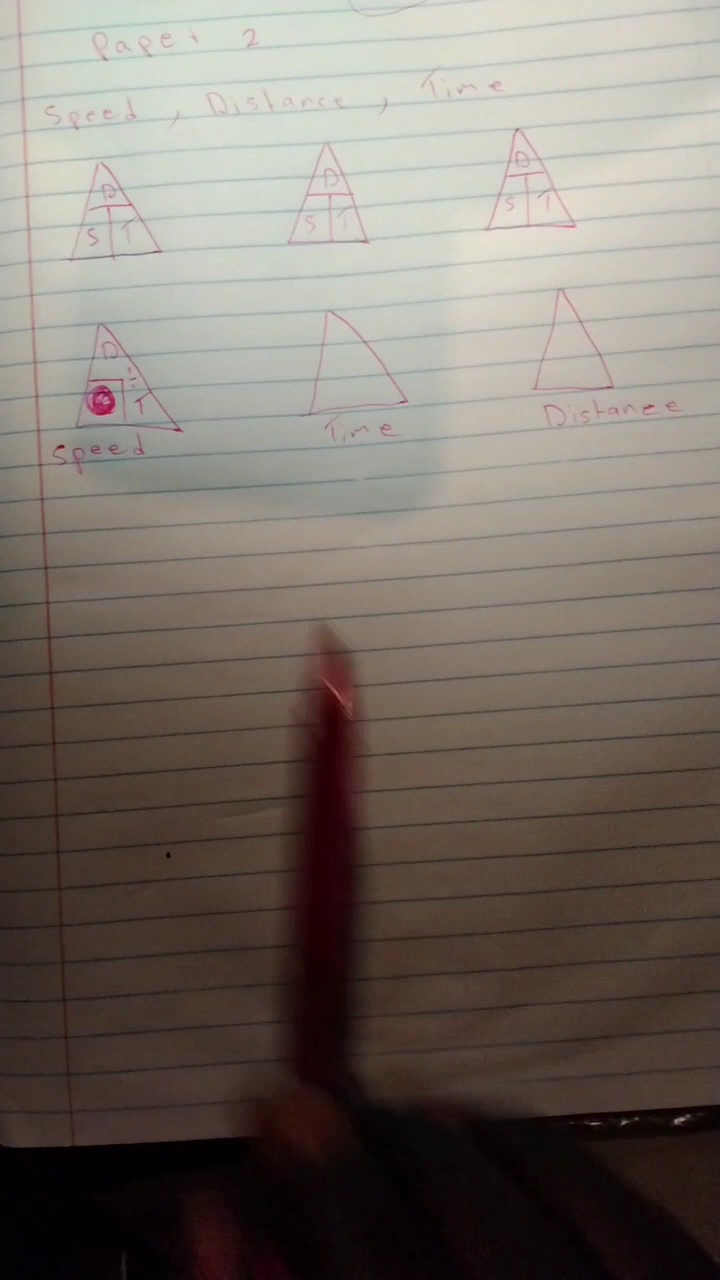 Paper 2
Speed, Distance, Time
D D D
S T S T S T
D
÷
T
Speed Time Distance